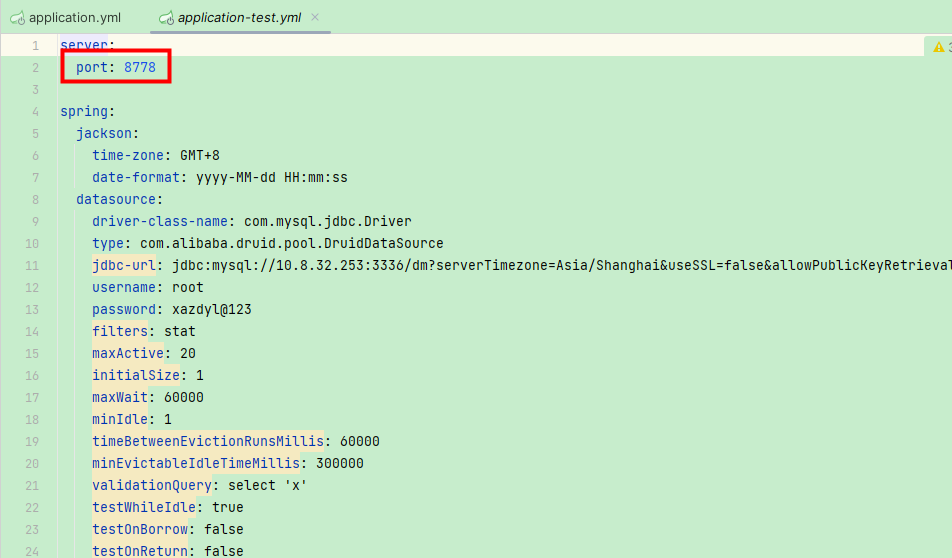 application.yml application-test.yml
1 server:
2 port: 8778
3
4 spring:
5 jackson:
6 time-zone: GMT+8
7 date-format: yyyy-MM-dd HH:mm:ss
8 datasource:
9 driver-class-name: com.mysql.jdbc.Driver
10 type: com.alibaba.druid.pool.DruidDataSource
11 jdbc-url: jdbc:mysql://10.8.32.253:3336/dm?serverTimezone=Asia/Shanghai&useSSL=false&allowPublicKeyRetrieval
12 username: root
13 password: xazdyl@123
14 filters: stat
15 maxActive: 20
16 initialSize: 1
17 maxWait: 60000
18 minIdle: 1
19 timeBetweenEvictionRunsMillis: 60000
20 minEvictableIdleTimeMillis: 300000
21 validationQuery: select 'x'
22 testWhileIdle: true
23 testOnBorrow: false
24 testOnReturn: false